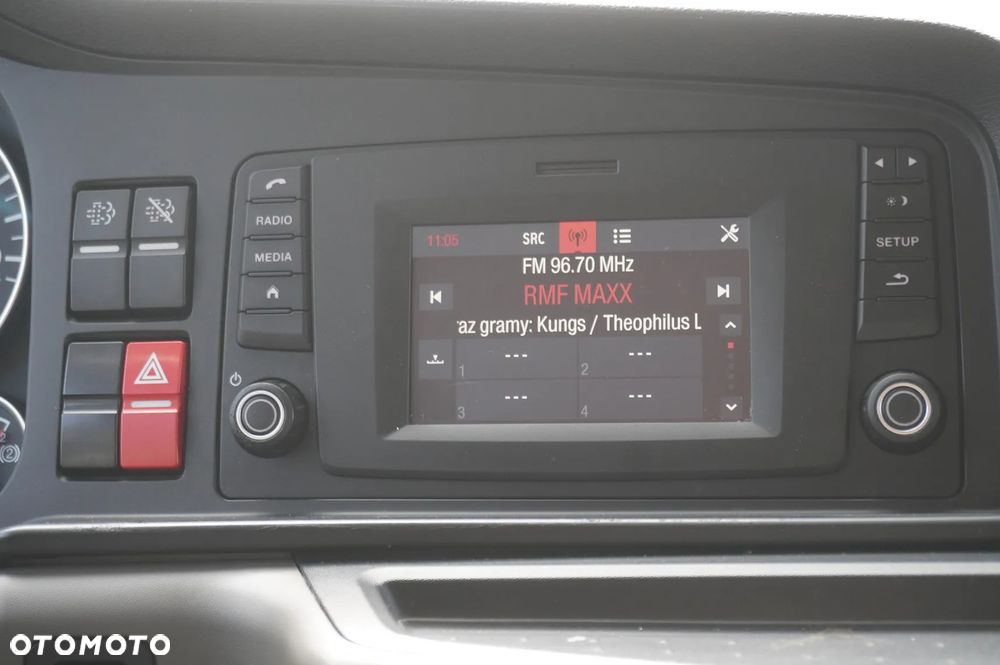 RADIO
MEDIA
11:05 SRC
FM 96.70 MHz
RMF MAXX
az gramy: Kungs / Theophilus L
1 --- 2 ---
3 --- 4 ---
SETUP
(2)
OTOMOTO